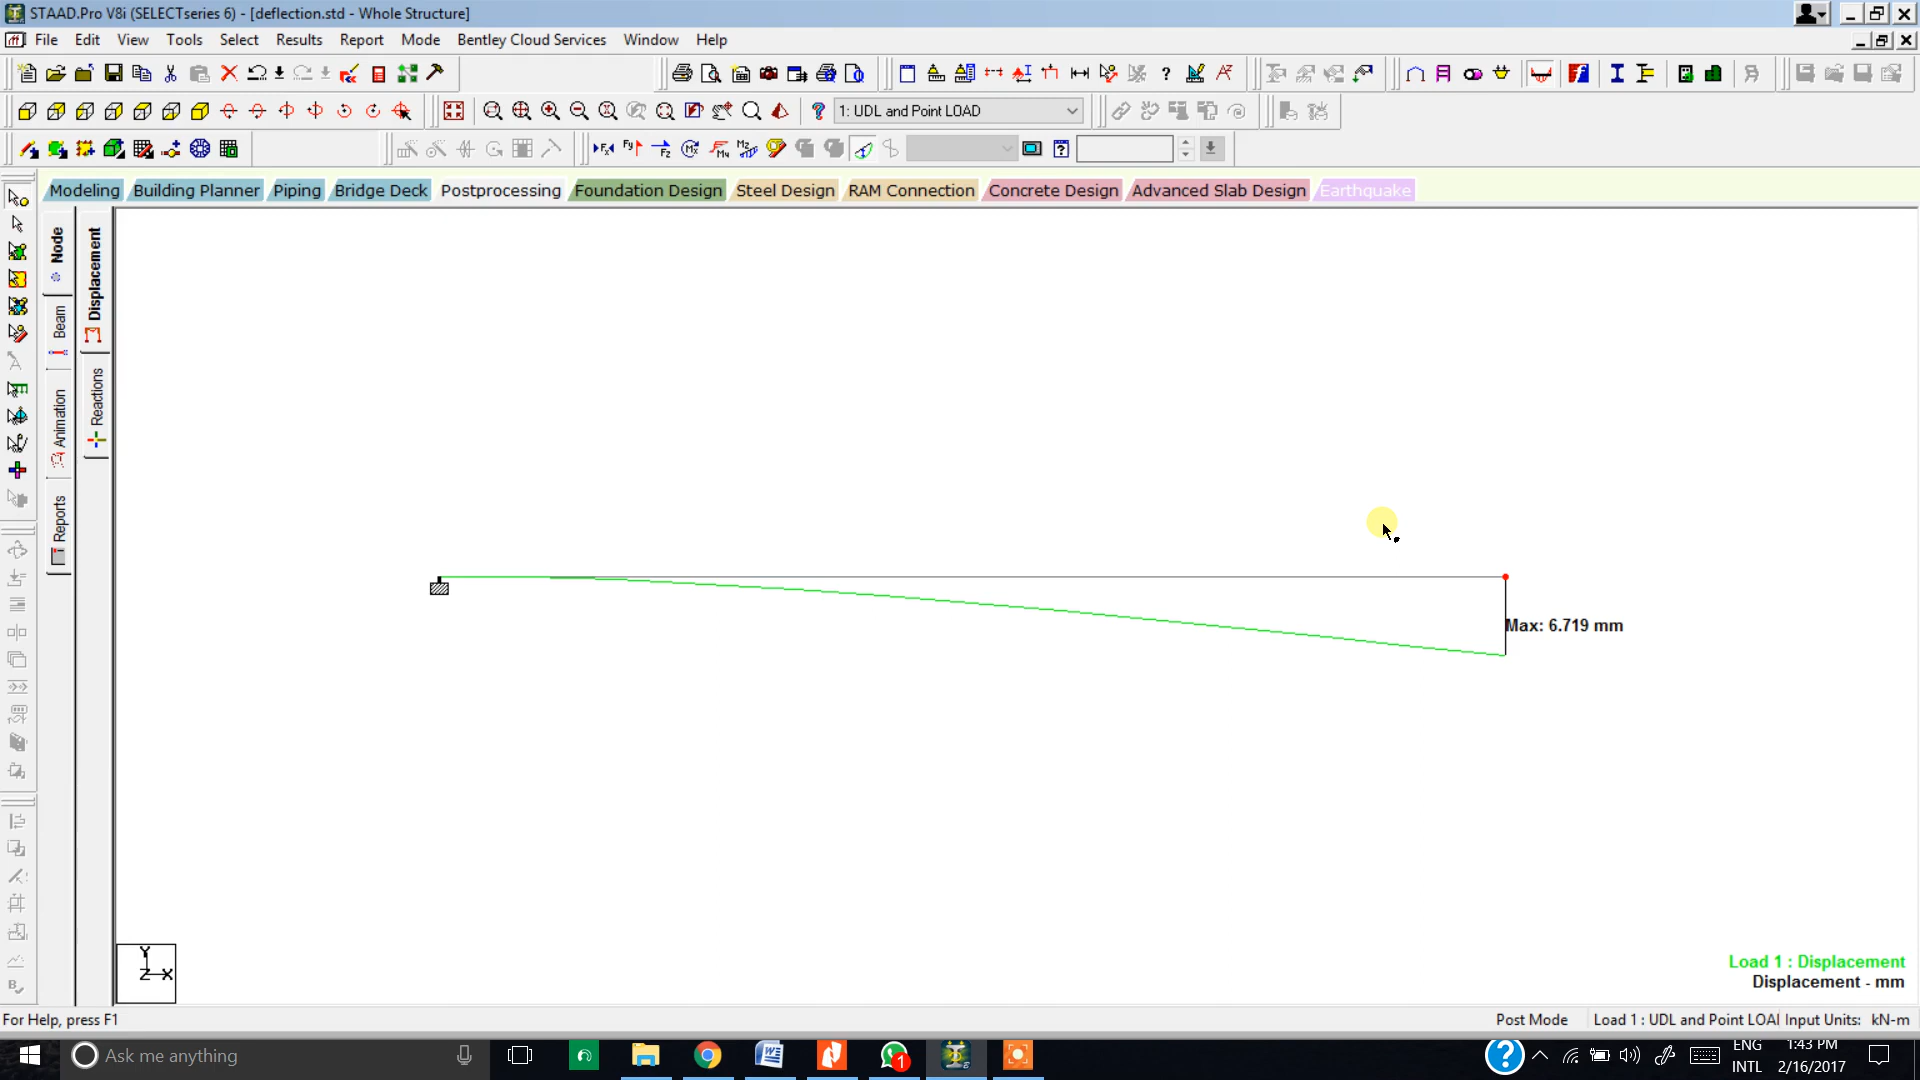 STAAD.Pro V8i (SELECTseries 6) - [deflection.std - Whole Structure]
File Edit View Tools Select Results Report Mode Bentley Cloud Services Window Help
1: UDL and Point LOAD
Modeling Building Planner Piping Bridge Deck Postprocessing Foundation Design Steel Design RAM Connection Concrete Design Advanced Slab Design Earthquake
Node
Beam
Animation
Reports
Displacement
Reactions
Max: 6.719 mm
Y
Z X
Load 1 : Displacement
Displacement - mm
For Help, press F1
Post Mode Load 1 : UDL and Point LOA Input Units: kN-m
Ask me anything
1
ENG
INTL
1:43 PM
2/16/2017